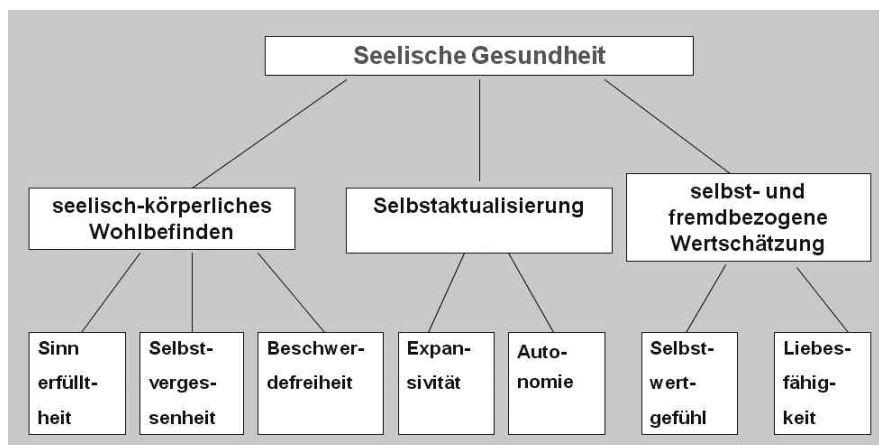 Seelische Gesundheit
seelisch-körperliches
Wohlbefinden
Selbstaktualisierung
selbst- und
fremdbezogene
Wertschätzung
Sinn
erfüllt-
heit
Selbst-
verges-
senheit
Beschwer-
defreiheit
Expan-
sivität
Auto-
nomie
Selbst-
wert-
gefühl
Liebes-
fähig-
keit